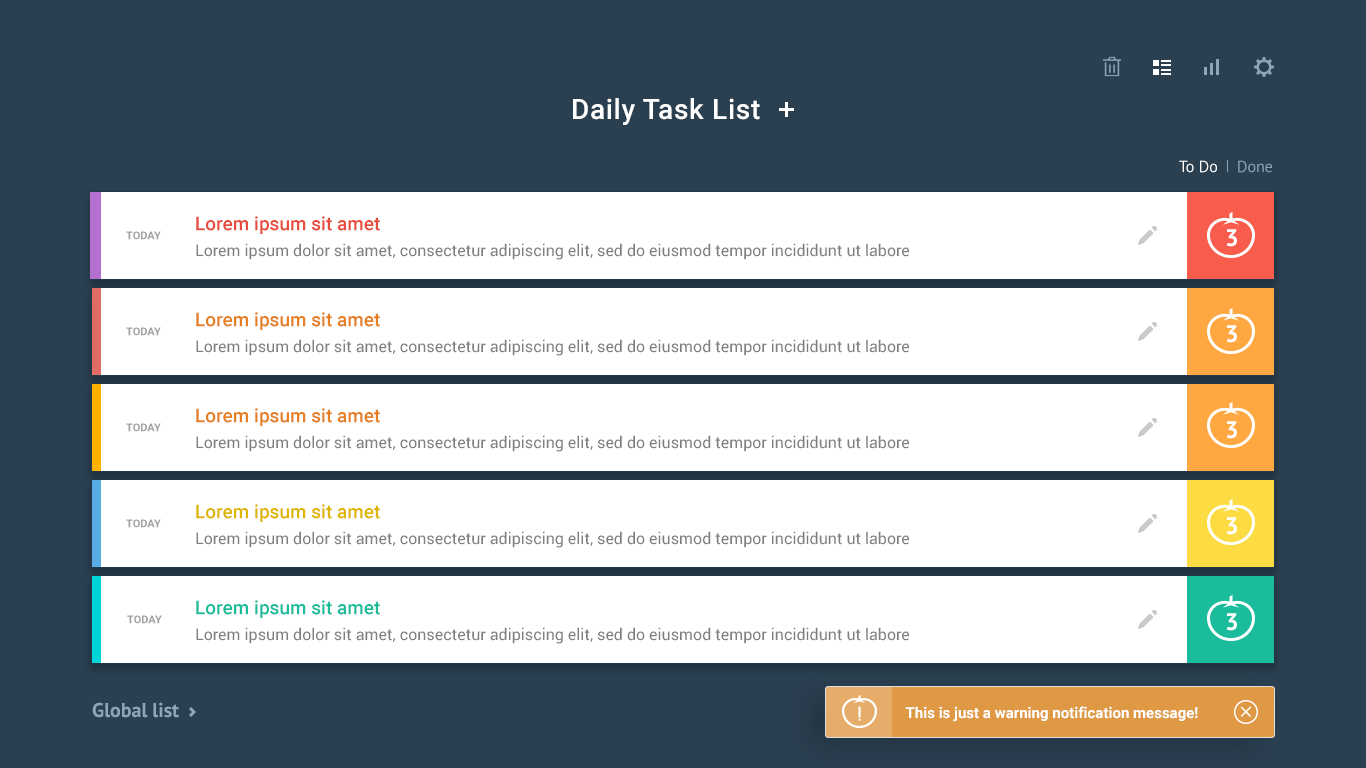 Daily Task List +
To Do | Done
TODAY
Lorem ipsum sit amet
Lorem ipsum dolor sit amet, consectetur adipiscing elit, sed do eiusmod tempor incididunt ut labore
3
TODAY
Lorem ipsum sit amet
Lorem ipsum dolor sit amet, consectetur adipiscing elit, sed do eiusmod tempor incididunt ut labore
3
TODAY
Lorem ipsum sit amet
Lorem ipsum dolor sit amet, consectetur adipiscing elit, sed do eiusmod tempor incididunt ut labore
3
TODAY
Lorem ipsum sit amet
Lorem ipsum dolor sit amet, consectetur adipiscing elit, sed do eiusmod tempor incididunt ut labore
3
TODAY
Lorem ipsum sit amet
Lorem ipsum dolor sit amet, consectetur adipiscing elit, sed do eiusmod tempor incididunt ut labore
3
Global list >
! This is just a warning notification message!